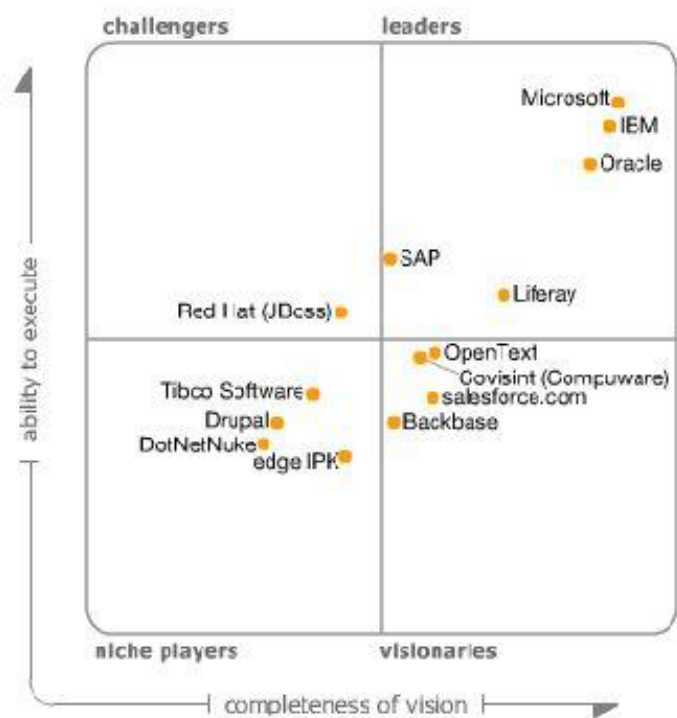 challengers
leaders
Microsoft
IBM
Oracle
SAP
Liferay
Red Hat (JBoss)
ability to execute
OpenText
Covisint (Compuware)
Tibco Software
salesforce.com
Drupal
Backbase
DotNetNuke
edge IPK
niche players
visionaries
completeness of vision